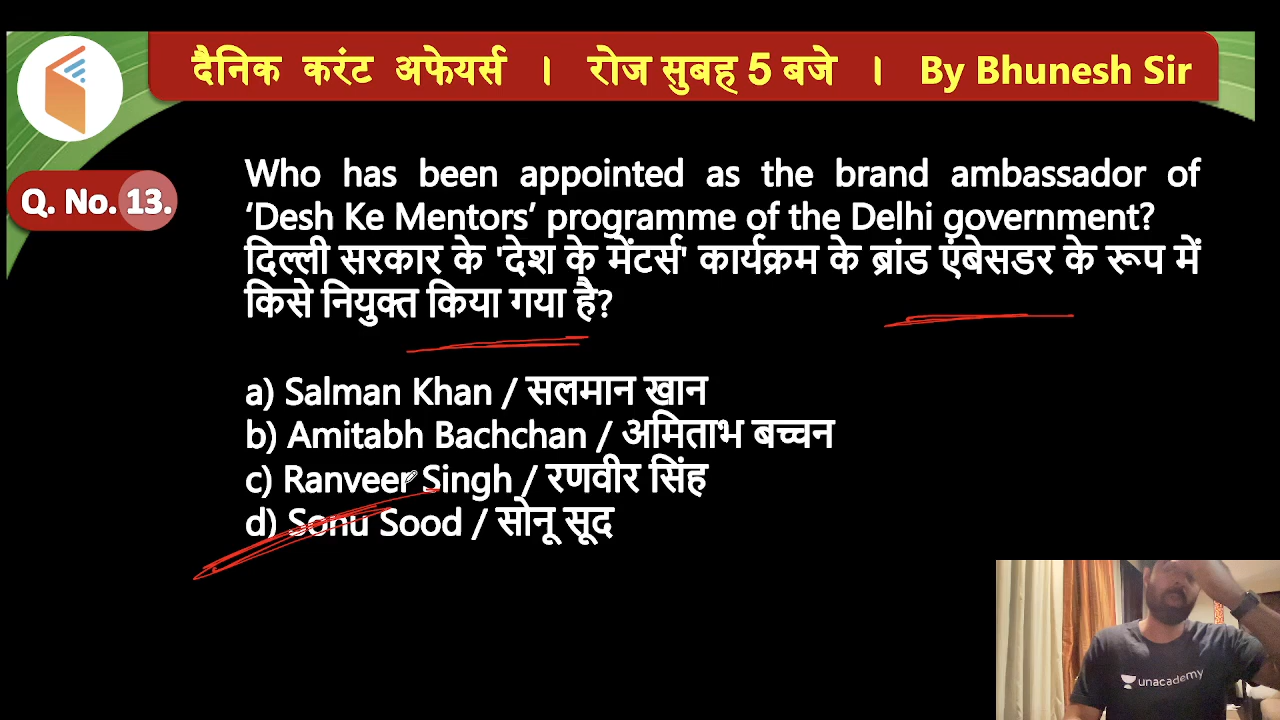 दैनिक करंट अफेयर्स । रोज सुबह 5 बजे । By Bhunesh Sir
Q. No. 13.
Who has been appointed as the brand ambassador of
‘Desh Ke Mentors’ programme of the Delhi government?
दिल्ली सरकार के 'देश के मेंटर्स' कार्यक्रम के ब्रांड एंबेसडर के रूप में
किसे नियुक्त किया गया है?
a) Salman Khan / सलमान खान
b) Amitabh Bachchan / अमिताभ बच्चन
c) Ranveer Singh / रणवीर सिंह
d) Sonu Sood / सोनू सूद
unacademy